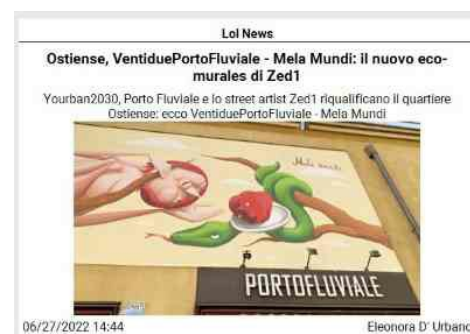 Lol News
Ostiense, VentiduePortoFluviale - Mela Mundi: il nuovo eco-
murales di Zed1
Yourban2030, Porto Fluviale e lo street artist Zed1 riqualificano il quartiere
Ostiense: ecco VentiduePortoFluviale - Mela Mundi
Mela mundi
PORTOFLUVIALE
06/27/2022 14:44
Eleonora D' Urbano